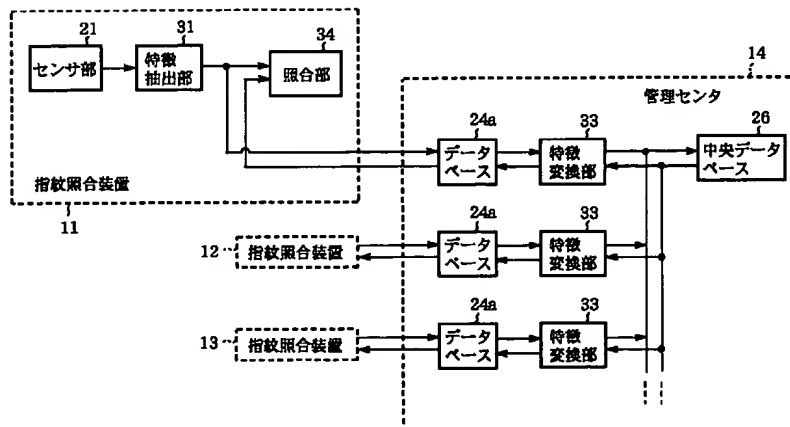 21
センサ部
31
特徴
抽出部
34
照合部
指紋照合装置
11
14
管理センタ
24a
データ
ベース
33
特徴
変換部
26
中央データ
ベース
12
指紋照合装置
24a
データ
ベース
33
特徴
変換部
13
指紋照合装置
24a
データ
ベース
33
特徴
変換部